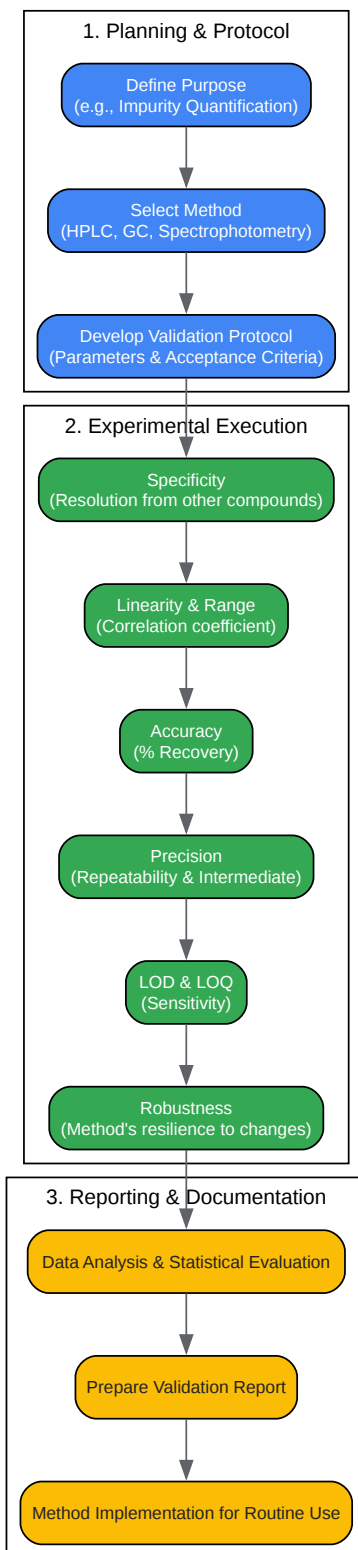 1. Planning & Protocol
Define Purpose
(e.g., Impurity Quantification)
Select Method
(HPLC, GC, Spectrophotometry)
Develop Validation Protocol
(Parameters & Acceptance Criteria)
2. Experimental Execution
Specificity
(Resolution from other compounds)
Linearity & Range
(Correlation coefficient)
Accuracy
(% Recovery)
Precision
(Repeatability & Intermediate)
LOD & LOQ
(Sensitivity)
Robustness
(Method's resilience to changes)
3. Reporting & Documentation
Data Analysis & Statistical Evaluation
Prepare Validation Report
Method Implementation for Routine Use